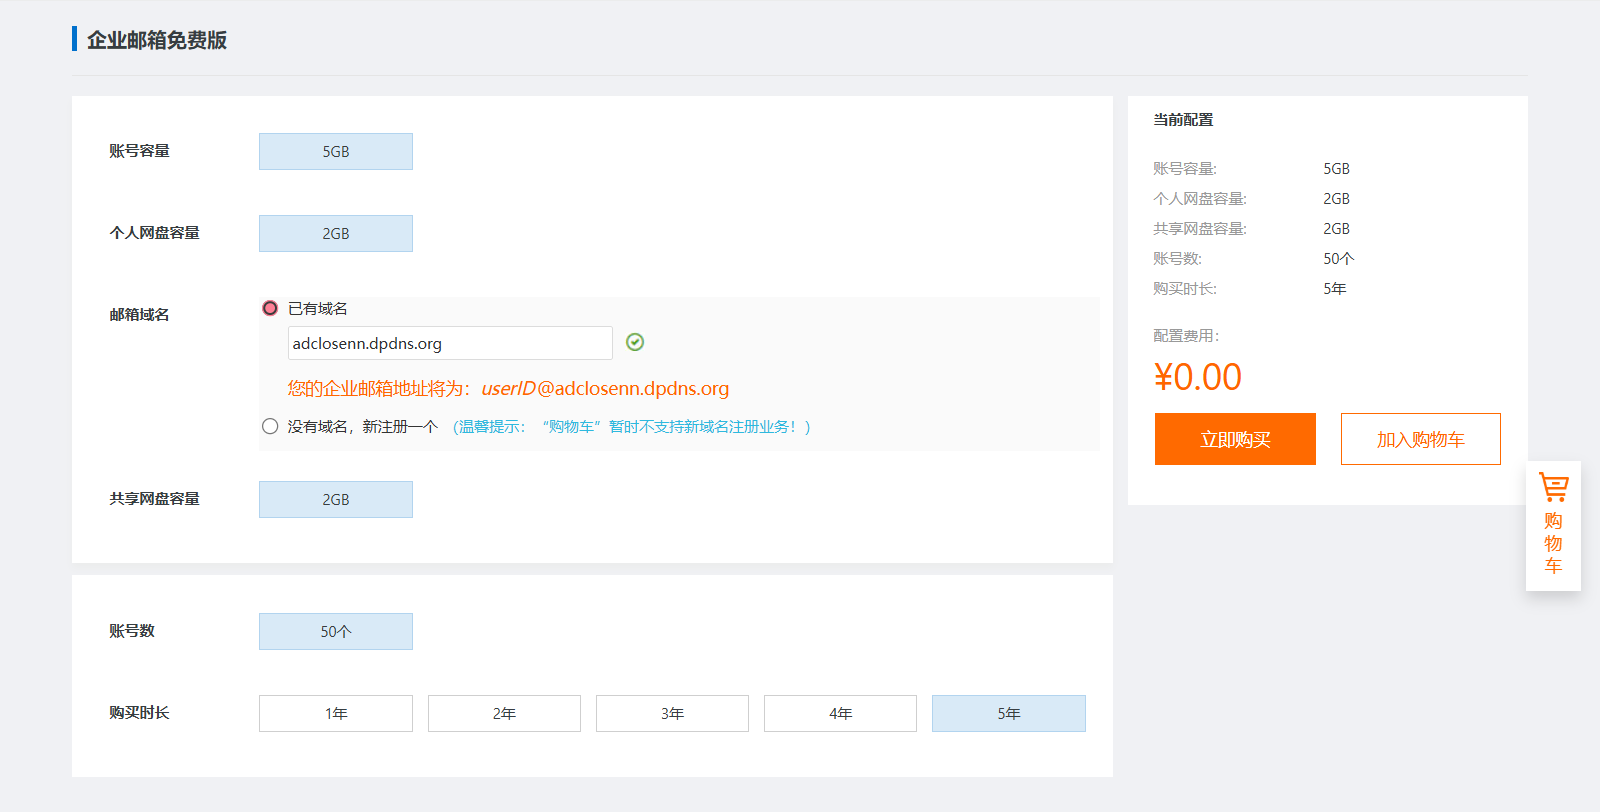 企业邮箱免费版
账号容量
5GB
个人网盘容量
2GB
邮箱域名
已有域名
adclosenn.dpdns.org
您的企业邮箱地址将为：userID@adclosenn.dpdns.org
没有域名，新注册一个 （温馨提示：“购物车”暂时不支持新域名注册业务！）
共享网盘容量
2GB
账号数
50个
购买时长
1年 2年 3年 4年 5年
当前配置
账号容量: 5GB
个人网盘容量: 2GB
共享网盘容量: 2GB
账号数: 50个
购买时长: 5年
配置费用：
¥0.00
立即购买 加入购物车
购
物
车